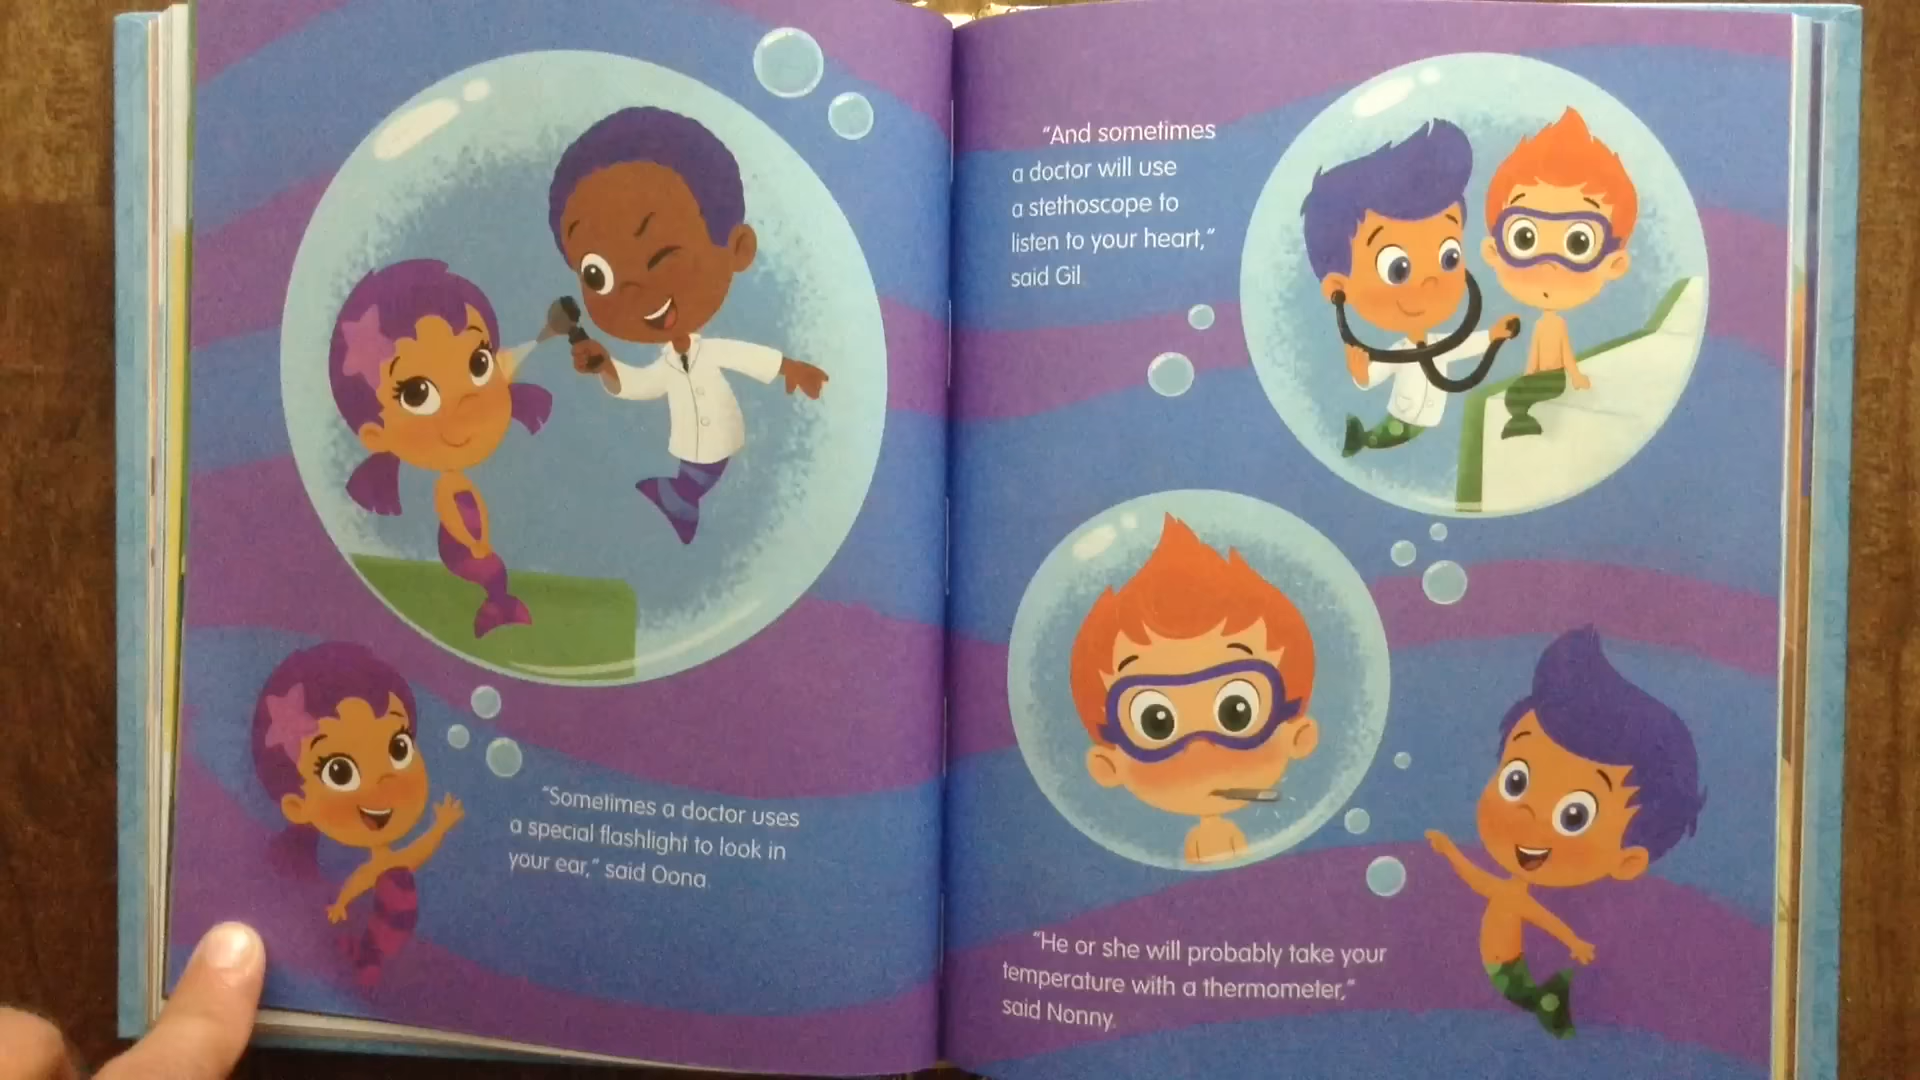 “Sometimes a doctor uses
a special flashlight to look in
your ear,” said Oona.
“And sometimes
a doctor will use
a stethoscope to
listen to your heart,”
said Gil
“He or she will probably take your
temperature with a thermometer,”
said Nonny.